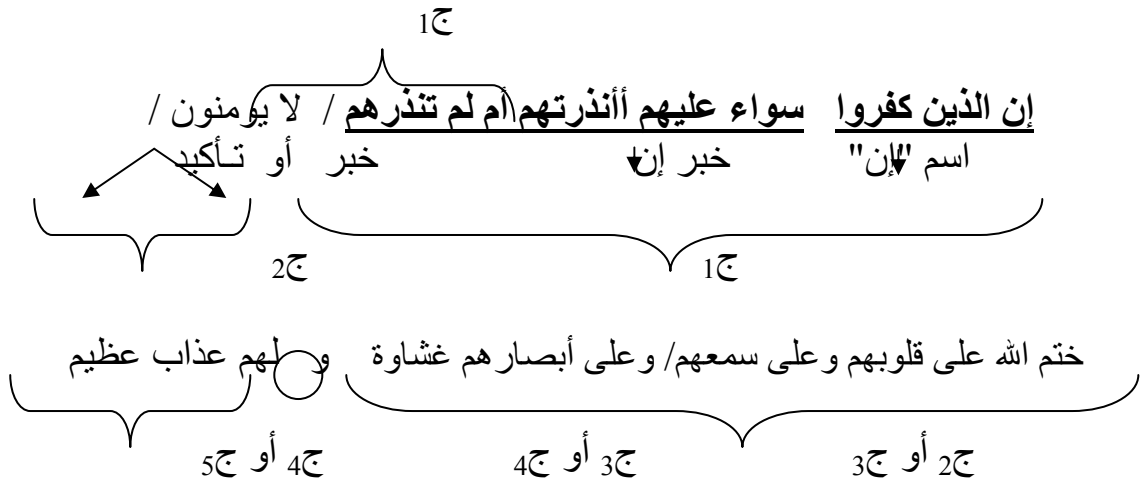 ج1
إن الذين كفروا سواء عليهم أأنذرتهم أم لم تنذرهم / لا يومنون /
اسم "إن" خبر إن خبر أو تأكيد
ج1 ج2
ختم الله على قلوبهم وعلى سمعهم/ وعلى أبصارهم غشاوة و لهم عذاب عظيم
ج2 أو ج3 ج3 أو ج4 ج4 أو ج5